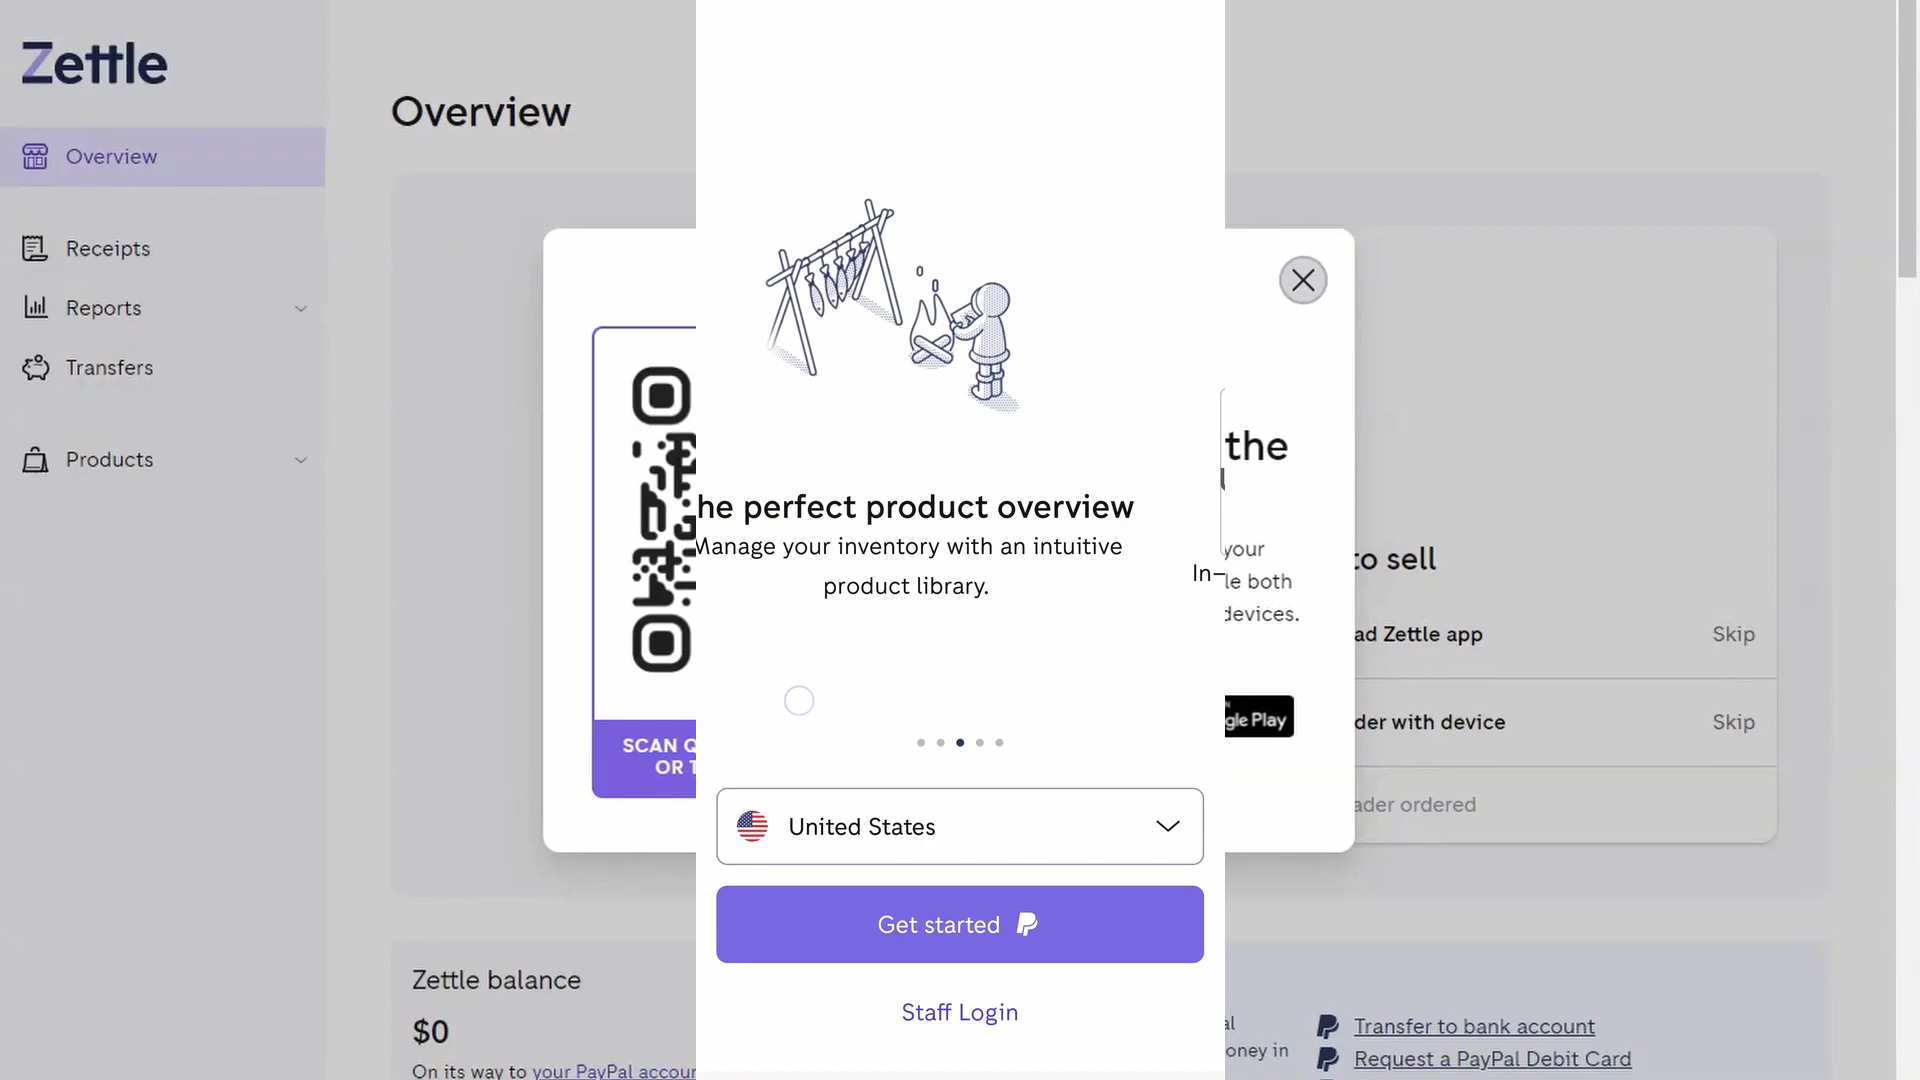 Zettle
Overview
Receipts
Reports
Transfers
Products
Overview
SCAN
OR
he perfect product overview
Manage your inventory with an intuitive
product library.
In-
United States
Get started
Staff Login
the
your
le both
devices.
gle Play
to sell
ad Zettle app
Skip
der with device
Skip
ader ordered
Zettle balance
$0
On its way to your PayPal accoun
al
oney in
Transfer to bank account
Request a PayPal Debit Card